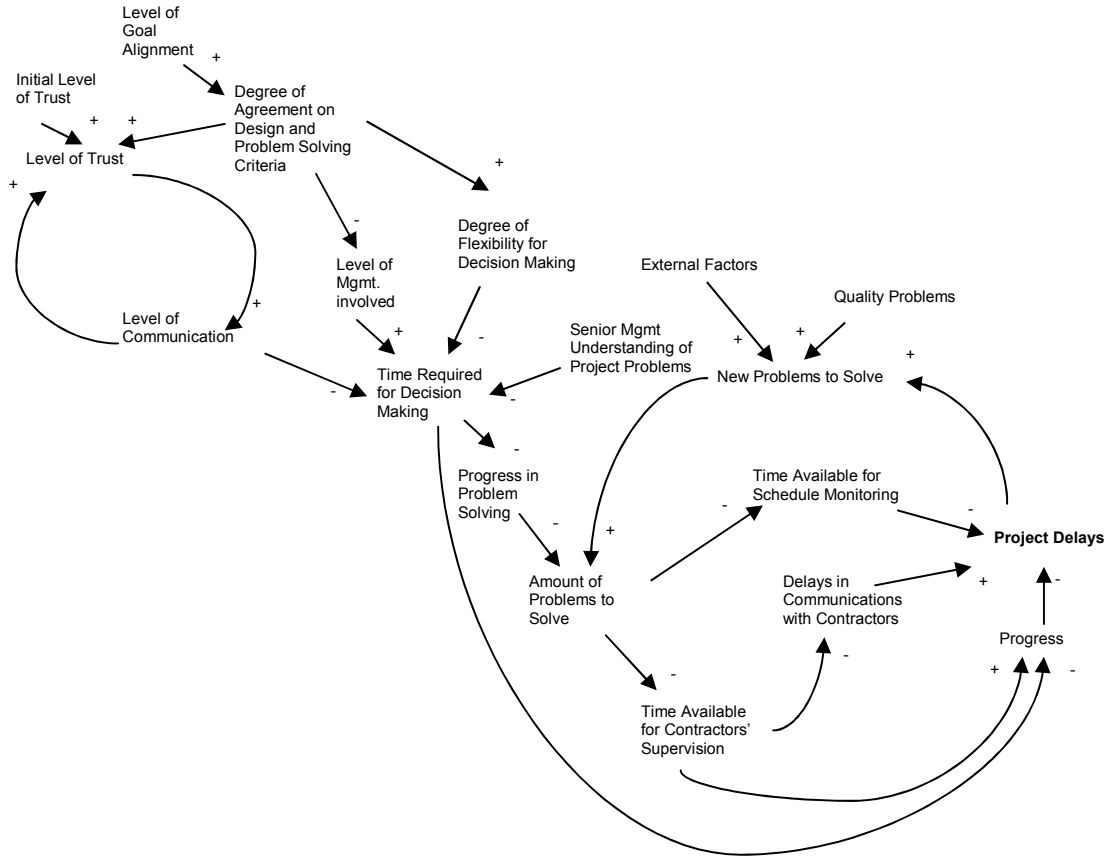 Level of
Goal
Alignment
+
Initial Level
of Trust
+
+
Degree of
Agreement on
Design and
Problem Solving
Criteria
Level of Trust
+
+
-
Degree of
Flexibility for
Decision Making
Level of
Mgmt.
involved
External Factors
Quality Problems
+
Level of
Communication
+
-
Senior Mgmt
Understanding of
Project Problems
+
+
+
New Problems to Solve
Time Required
for Decision
Making
-
-
-
Progress in
Problem
Solving
-
+
Time Available for
Schedule Monitoring
-
-
Project Delays
Amount of
Problems to
Solve
Delays in
Communications
with Contractors
+
-
Progress
-
-
+
-
Time Available
for Contractors'
Supervision